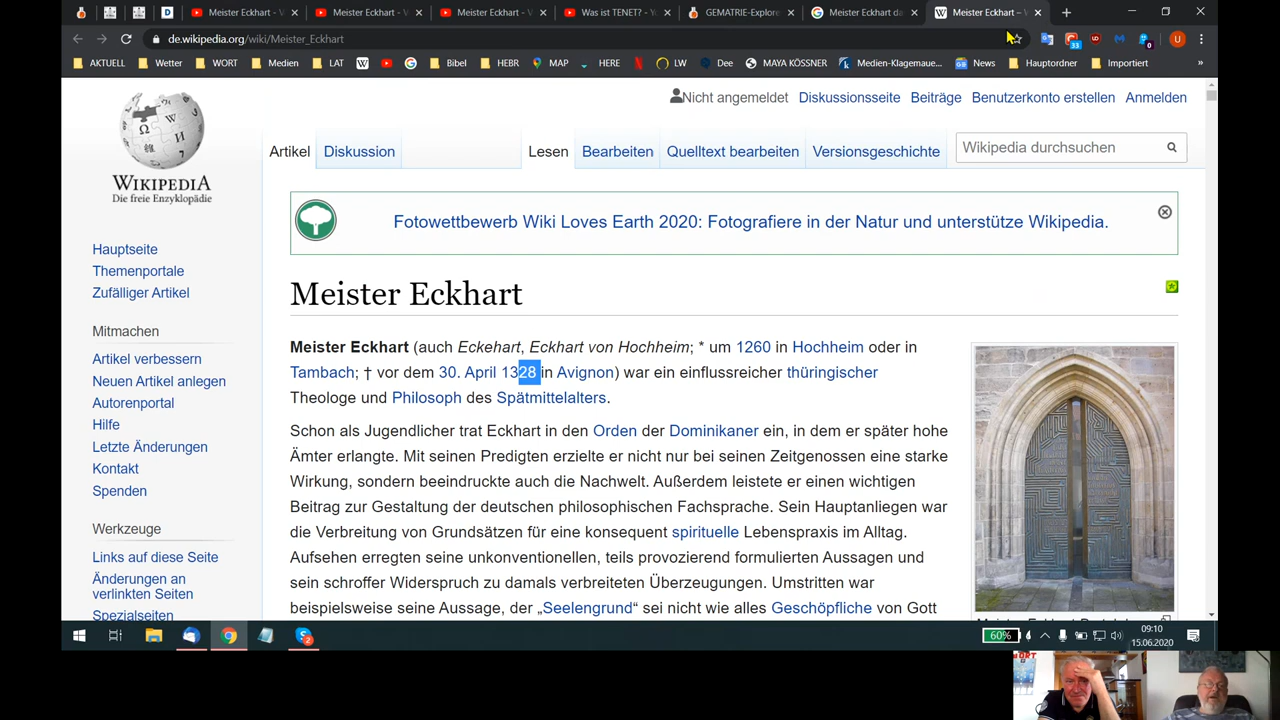 Meister Eckhart - V
Meister Eckhart - V
Meister Eckhart - V
Was ist TENET? - Yo
GEMATRIE-Explore
Meister Eckhart da
Meister Eckhart – W
de.wikipedia.org/wiki/Meister_Eckhart
AKTUELL Wetter WORT Medien LAT Bibel HEBR MAP HERE LW Dee MAYA KÖSSNER Medien-Klagemaue... News Hauptordner Importiert »
Nicht angemeldet Diskussionsseite Beiträge Benutzerkonto erstellen Anmelden
Artikel Diskussion Lesen Bearbeiten Quelltext bearbeiten Versionsgeschichte Wikipedia durchsuchen
WIKIPEDIA
Die freie Enzyklopädie
Hauptseite
Themenportale
Zufälliger Artikel
Mitmachen
Artikel verbessern
Neuen Artikel anlegen
Autorenportal
Hilfe
Letzte Änderungen
Kontakt
Spenden
Werkzeuge
Links auf diese Seite
Änderungen an
verlinkten Seiten
Spezialseiten
Fotowettbewerb Wiki Loves Earth 2020: Fotografiere in der Natur und unterstütze Wikipedia.
Meister Eckhart
Meister Eckhart (auch Eckehart, Eckhart von Hochheim; * um 1260 in Hochheim oder in
Tambach; † vor dem 30. April 1328 in Avignon) war ein einflussreicher thüringischer
Theologe und Philosoph des Spätmittelalters.
Schon als Jugendlicher trat Eckhart in den Orden der Dominikaner ein, in dem er später hohe
Ämter erlangte. Mit seinen Predigten erzielte er nicht nur bei seinen Zeitgenossen eine starke
Wirkung, sondern beeindruckte auch die Nachwelt. Außerdem leistete er einen wichtigen
Beitrag zur Gestaltung der deutschen philosophischen Fachsprache. Sein Hauptanliegen war
die Verbreitung von Grundsätzen für eine konsequent spirituelle Lebenspraxis im Alltag.
Aufsehen erregten seine unkonventionellen, teils provozierend formulierten Aussagen und
sein schroffer Widerspruch zu damals verbreiteten Überzeugungen. Umstritten war
beispielsweise seine Aussage, der „Seelengrund“ sei nicht wie alles Geschöpfliche von Gott
60%
09:10
15.06.2020